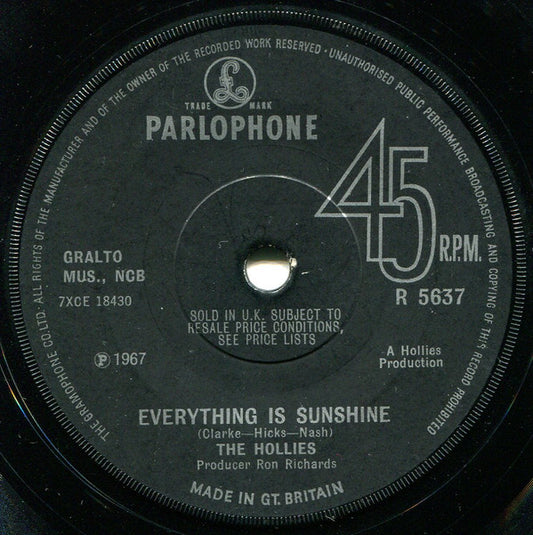 THE GRAMOPHONE CO. LTD. ALL RIGHTS OF THE MANUFACTURER AND OF THE OWNER OF THE RECORDED WORK RESERVED · UNAUTHORISED PUBLIC PERFORMANCE BROADCASTING AND COPYING OF THIS RECORD PROHIBITED
£
TRADE MARK
PARLOPHONE
45
R.P.M.
GRALTO
MUS., NCB
7XCE 18430
R 5637
SOLD IN U.K. SUBJECT TO
RESALE PRICE CONDITIONS,
SEE PRICE LISTS
Ⓟ 1967
A Hollies
Production
EVERYTHING IS SUNSHINE
(Clarke—Hicks—Nash)
THE HOLLIES
Producer Ron Richards
MADE IN GT. BRITAIN